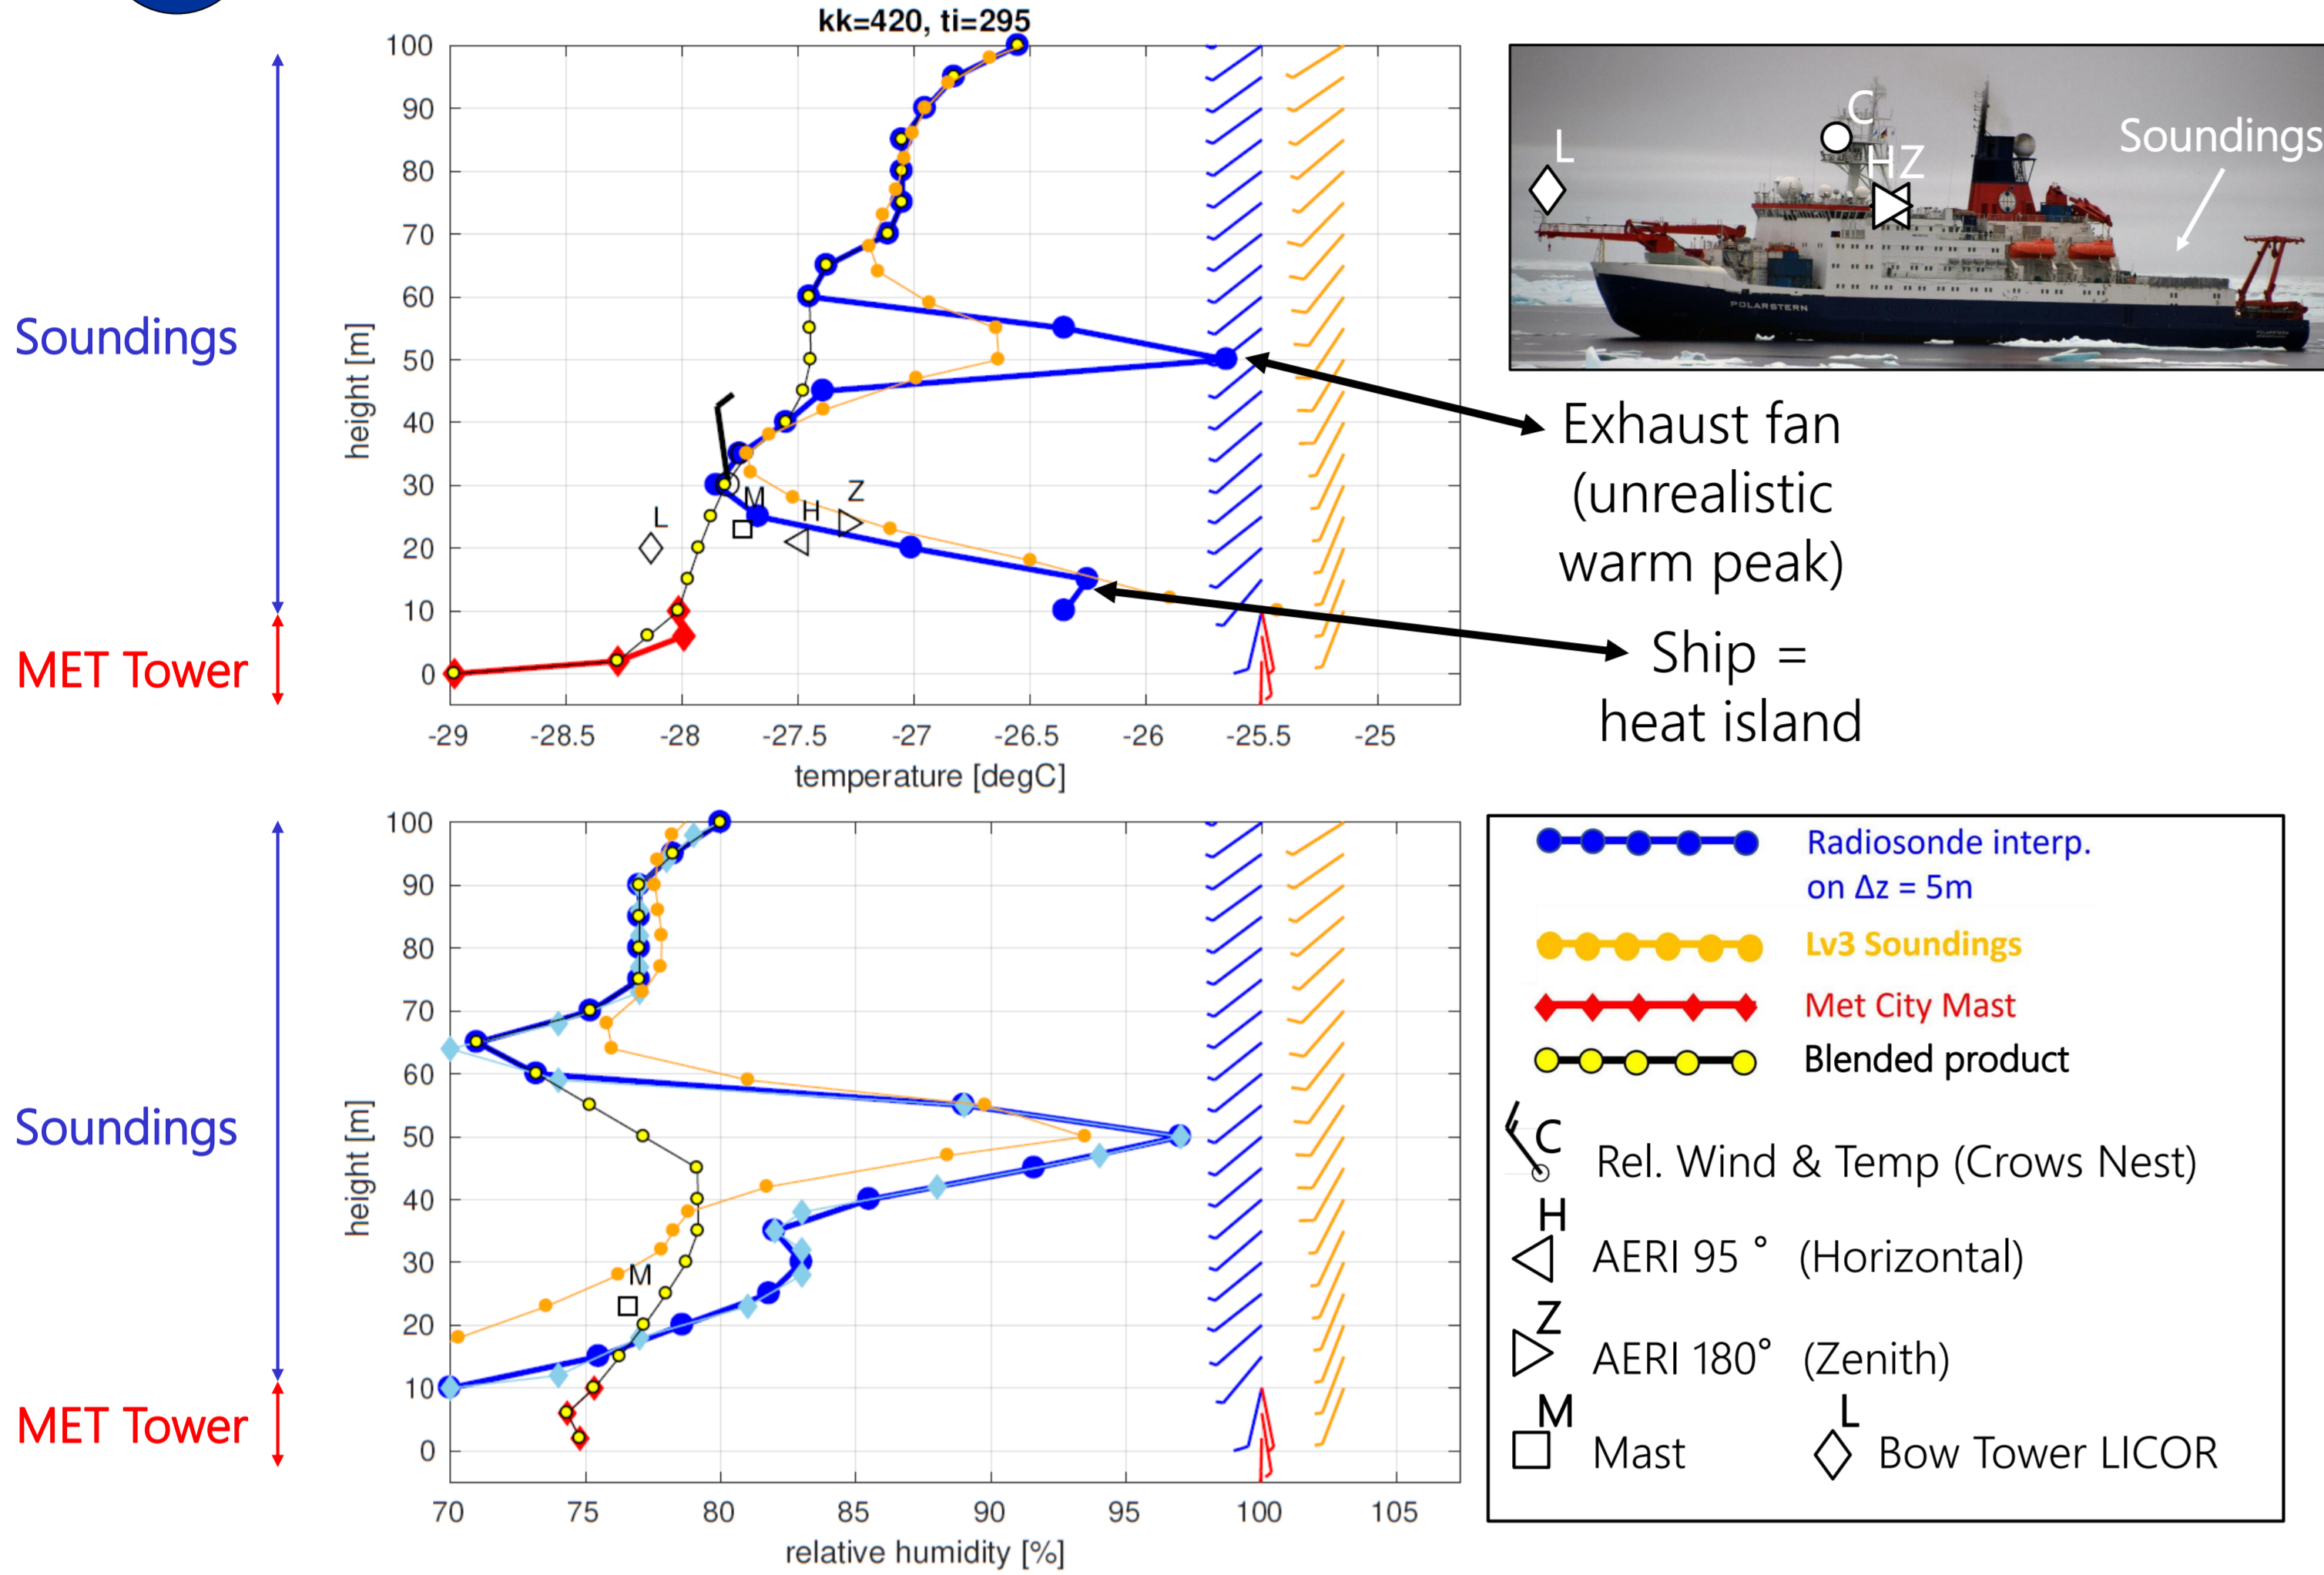 kk=420, ti=295
100
90
80
70
60
50
40
30
20
10
0
height [m]
-29 -28.5 -28 -27.5 -27 -26.5 -26 -25.5 -25
temperature [degC]
L
M
H
Z
Soundings
MET Tower
Exhaust fan
(unrealistic
warm peak)
Ship =
heat island
L
C
HZ
Soundings
POLARSTERN
100
90
80
70
60
50
40
30
20
10
0
height [m]
70 75 80 85 90 95 100 105
relative humidity [%]
M
Soundings
MET Tower
Radiosonde interp.
on Δz = 5m
Lv3 Soundings
Met City Mast
Blended product
C
Rel. Wind & Temp (Crows Nest)
H
AERI 95 ° (Horizontal)
Z
AERI 180° (Zenith)
M L
Mast Bow Tower LICOR